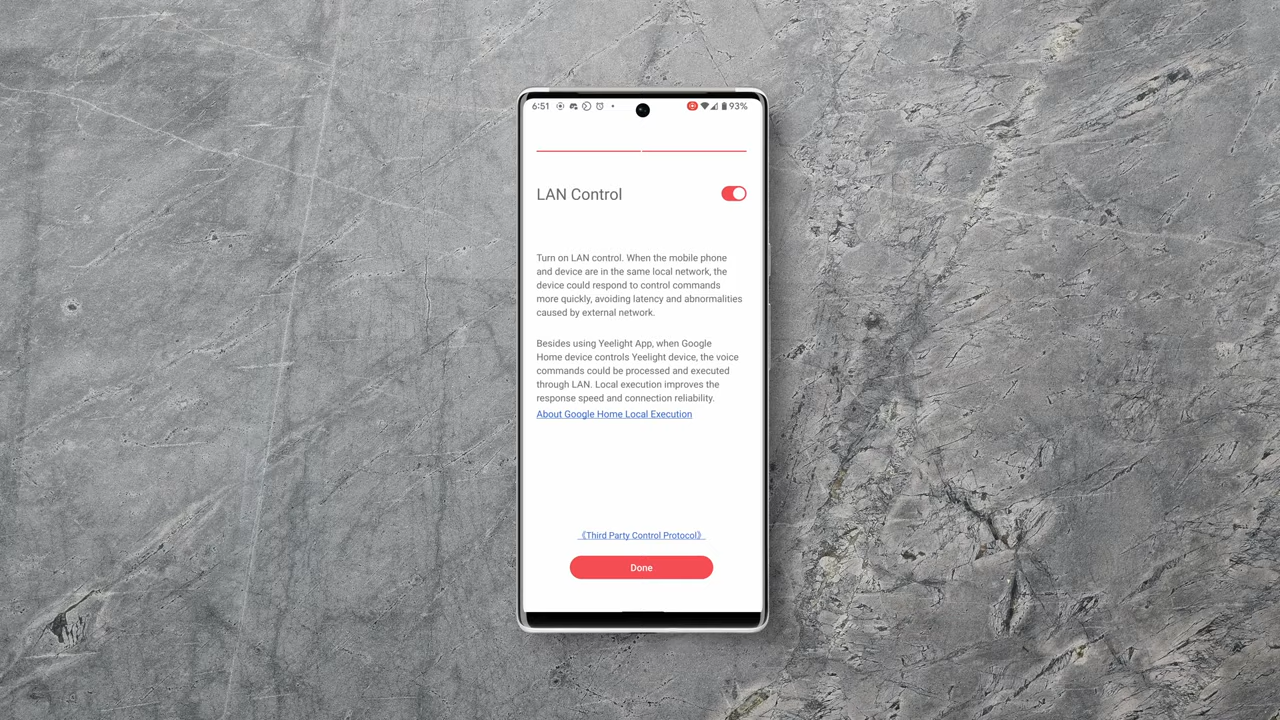 6:51
93%
LAN Control
Turn on LAN control. When the mobile phone
and device are in the same local network, the
device could respond to control commands
more quickly, avoiding latency and abnormalities
caused by external network.
Besides using Yeelight App, when Google
Home device controls Yeelight device, the voice
commands could be processed and executed
through LAN. Local execution improves the
response speed and connection reliability.
About Google Home Local Execution
《Third Party Control Protocol》
Done